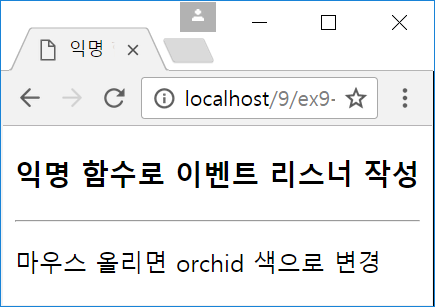 익명
localhost/9/ex9-
익명 함수로 이벤트 리스너 작성
마우스 올리면 orchid 색으로 변경